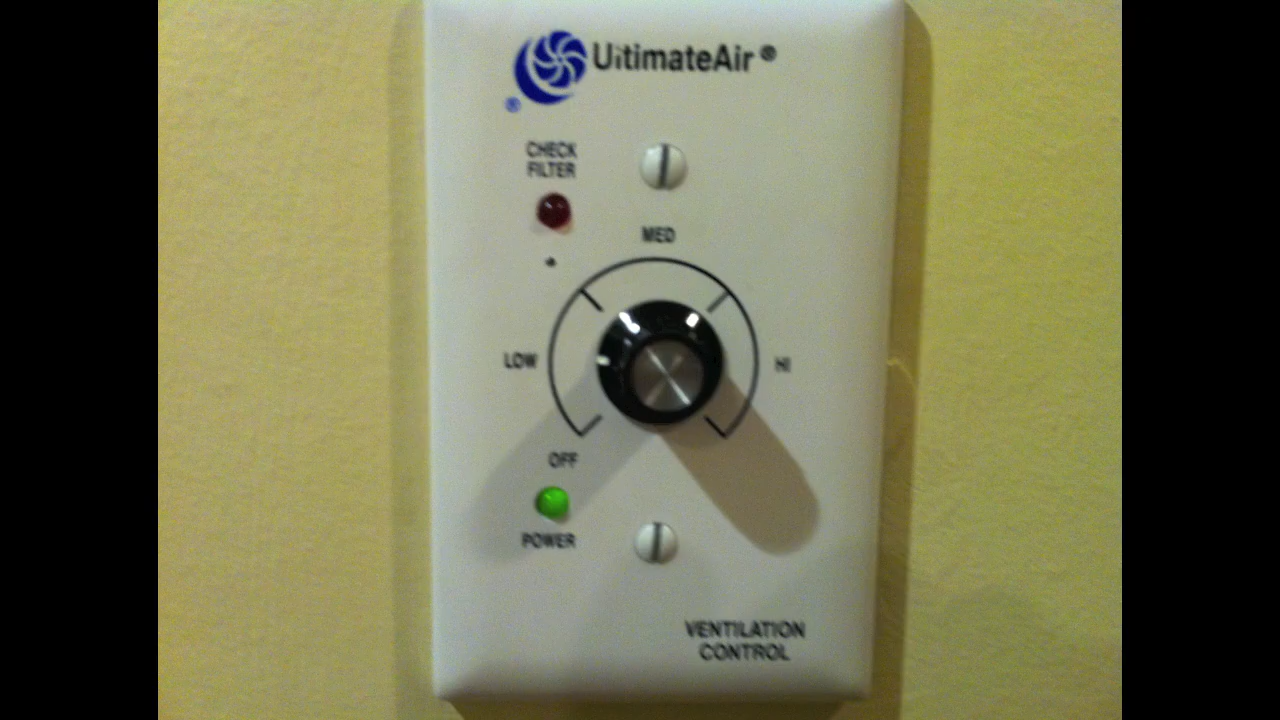 UltimateAir®
®
CHECK
FILTER
MED
LOW
HI
OFF
POWER
VENTILATION
CONTROL